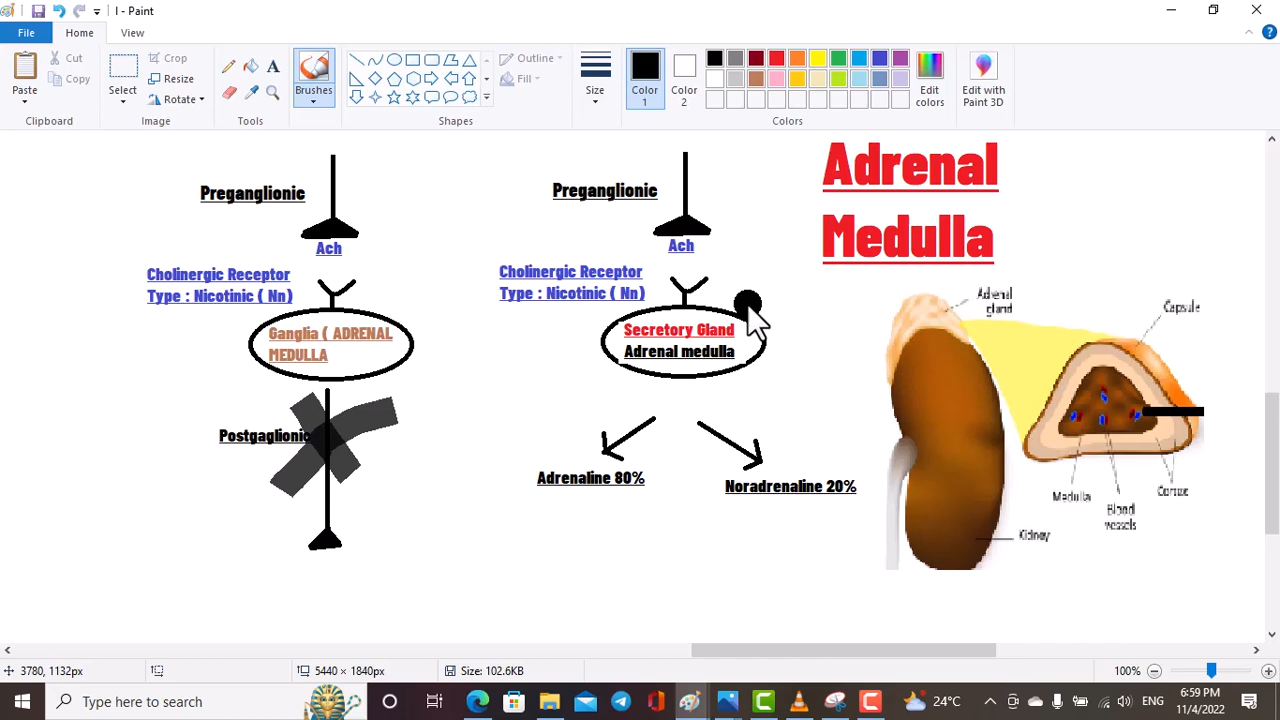 I - Paint
File
Home
View
Paste
Cut
Copy
Clipboard
Select
Crop
Resize
Rotate
Image
Tools
Brushes
Outline
Fill
Shapes
Size
Color
1
Color
2
Edit
colors
Edit with
Paint 3D
Colors
Preganglionic
Ach
Cholinergic Receptor
Type : Nicotinic ( Nn)
Ganglia ( ADRENAL
MEDULLA
Postgaglionic
Preganglionic
Ach
Cholinergic Receptor
Type : Nicotinic ( Nn)
Secretory Gland
Adrenal medulla
Adrenaline 80%
Noradrenaline 20%
Adrenal
Medulla
Adrenal
gland
Capsule
Medulla
Blood
vessels
Cortex
Kidney
3780, 1132px
5440 × 1840px
Size: 102.6KB
100%
Type here to search
24°C
ENG
6:59 PM
11/4/2022